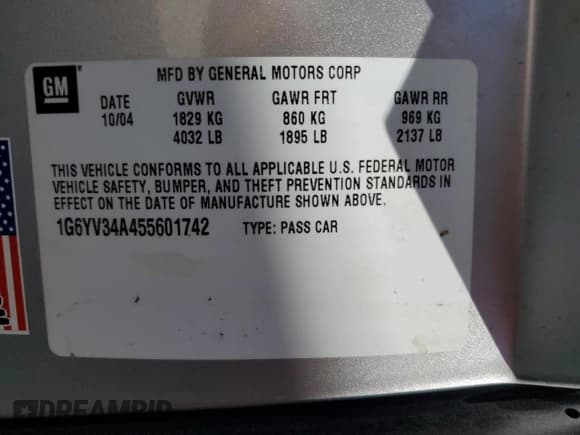 GM ®
MFD BY GENERAL MOTORS CORP
DATE GVWR GAWR FRT GAWR RR
10/04 1829 KG 860 KG 969 KG
4032 LB 1895 LB 2137 LB
THIS VEHICLE CONFORMS TO ALL APPLICABLE U.S. FEDERAL MOTOR
VEHICLE SAFETY, BUMPER, AND THEFT PREVENTION STANDARDS IN
EFFECT ON THE DATE OF MANUFACTURE SHOWN ABOVE.
1G6YV34A455601742 TYPE: PASS CAR
DREAMBID